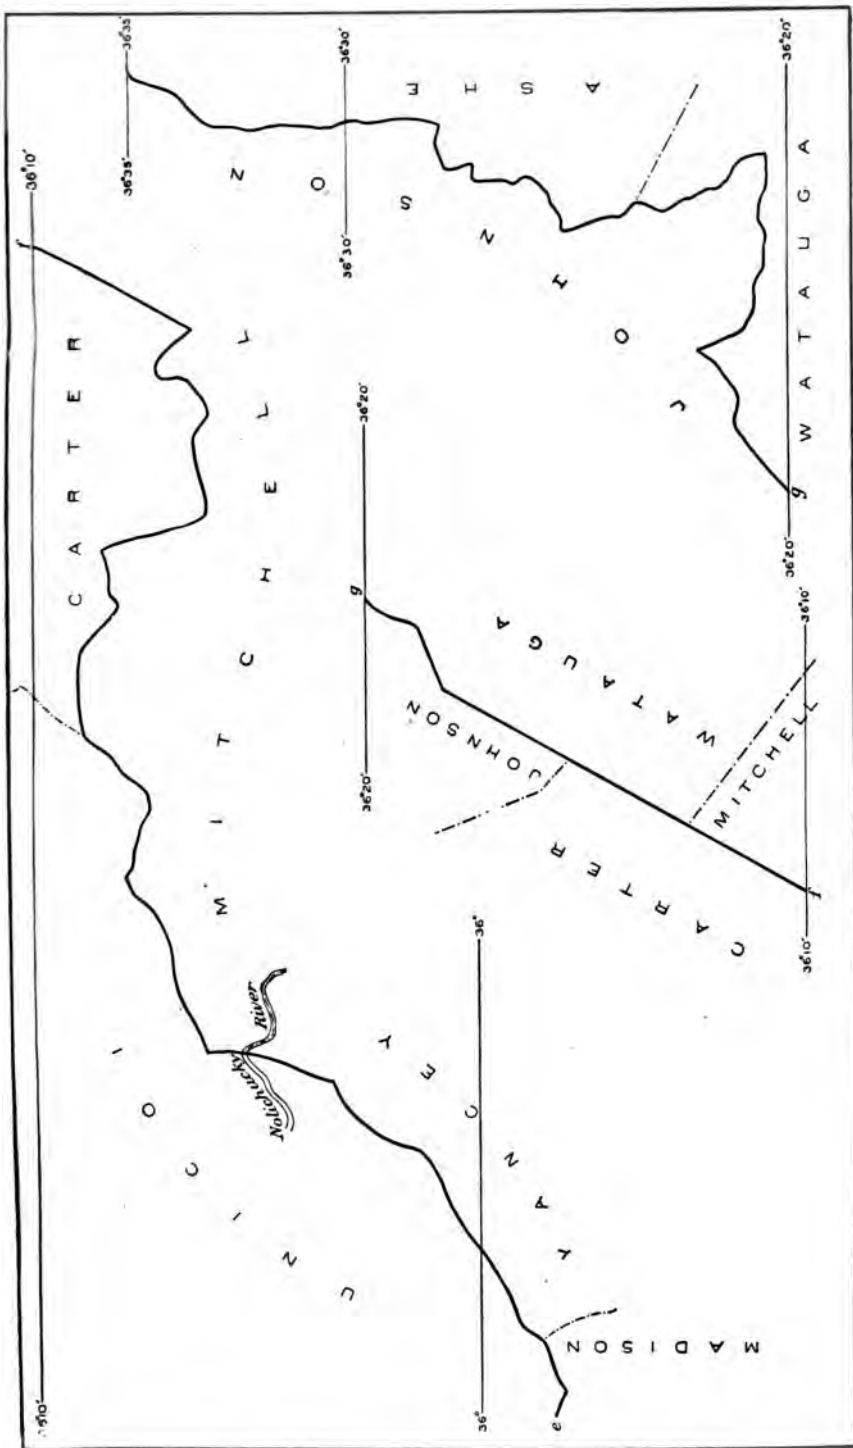 36°10'
36°10'
f
CARTER
UNICOI
MITCHELL
Nolichucky River
YANCEY
36°
36°
MADISON
e
36°20'
36°20'
g
JOHNSON
WATAUGA
CARTER
MITCHELL
f
36°10'
36°10'
36°35'
36°35'
36°30'
36°30'
JOHNSON
ASHE
36°20'
36°20'
g
WATAUGA